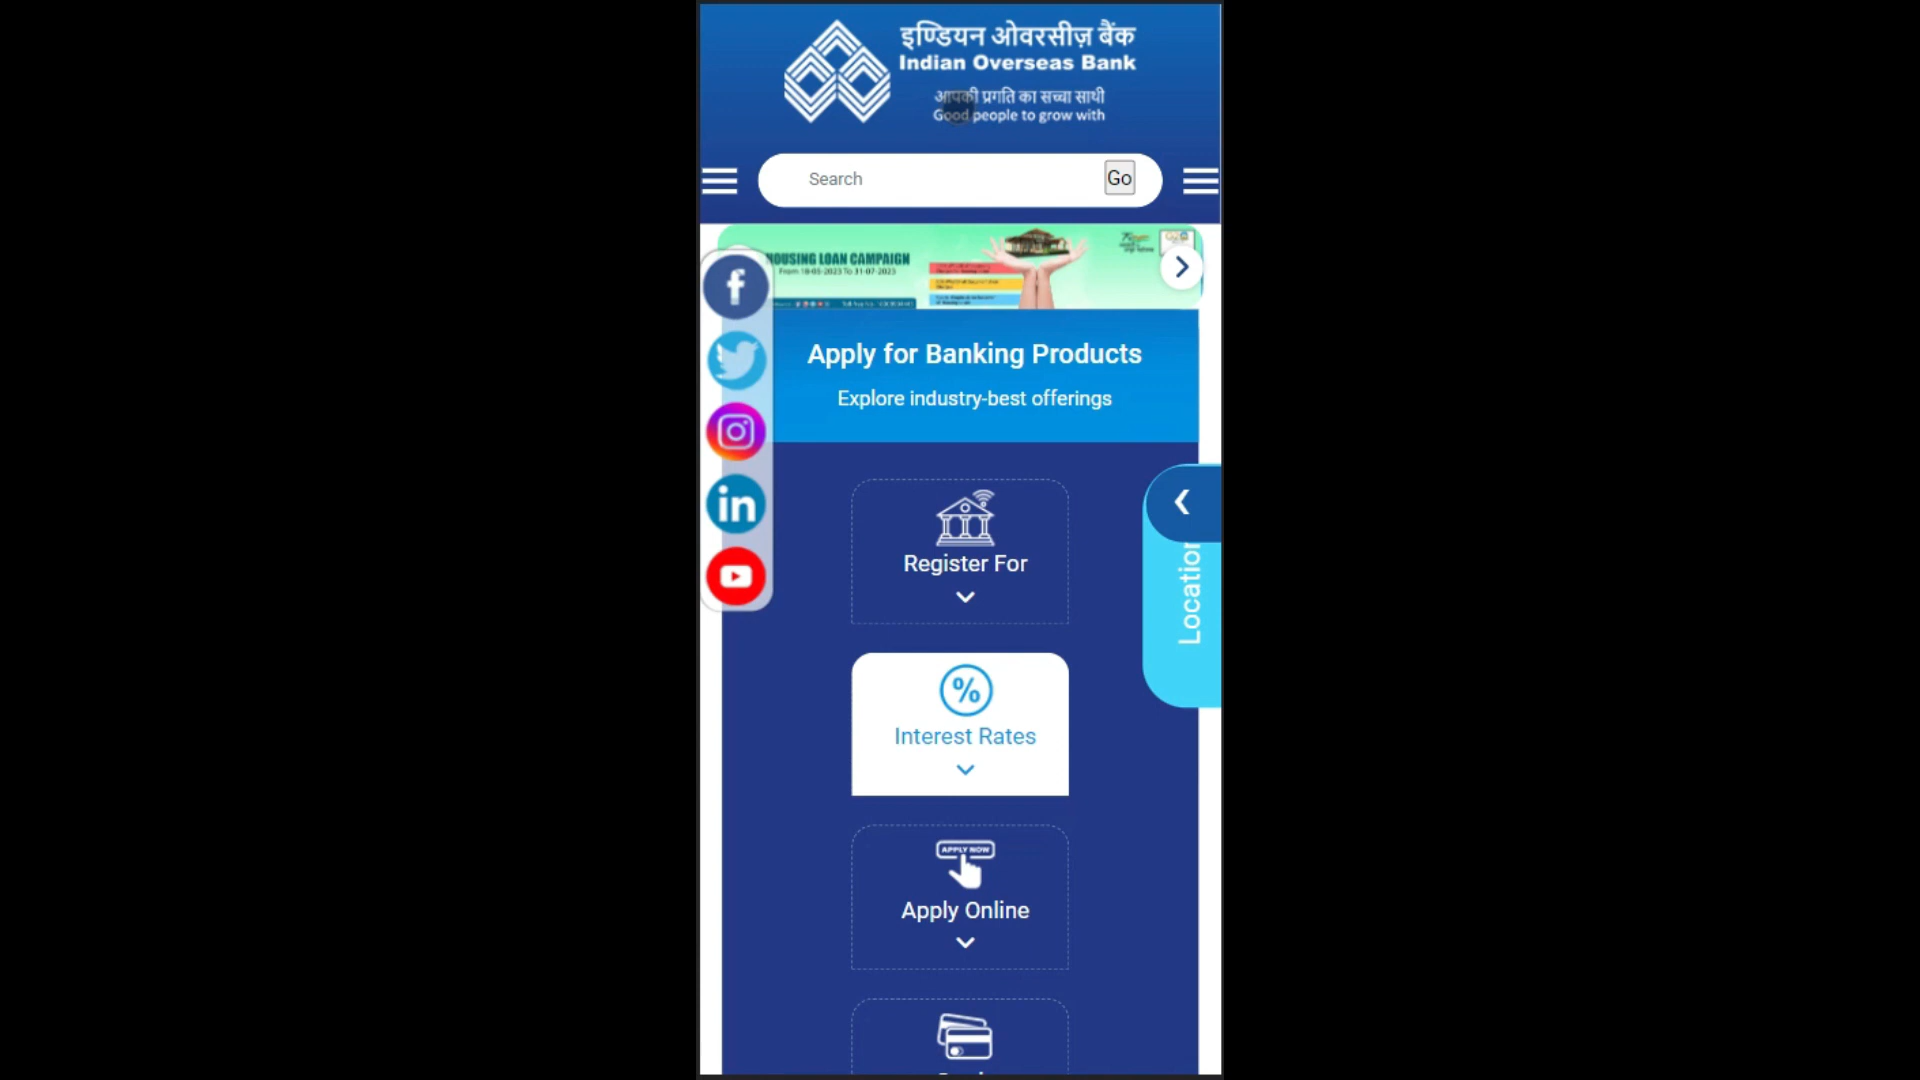 इण्डियन ओवरसीज़ बैंक
Indian Overseas Bank
आपकी प्रगति का सच्चा साथी
Good people to grow with
Search
Go
HOUSING LOAN CAMPAIGN
From 18-05-2023 To 31-07-2023
Apply for Banking Products
Explore industry-best offerings
Register For
Location
%
Interest Rates
APPLY NOW
Apply Online